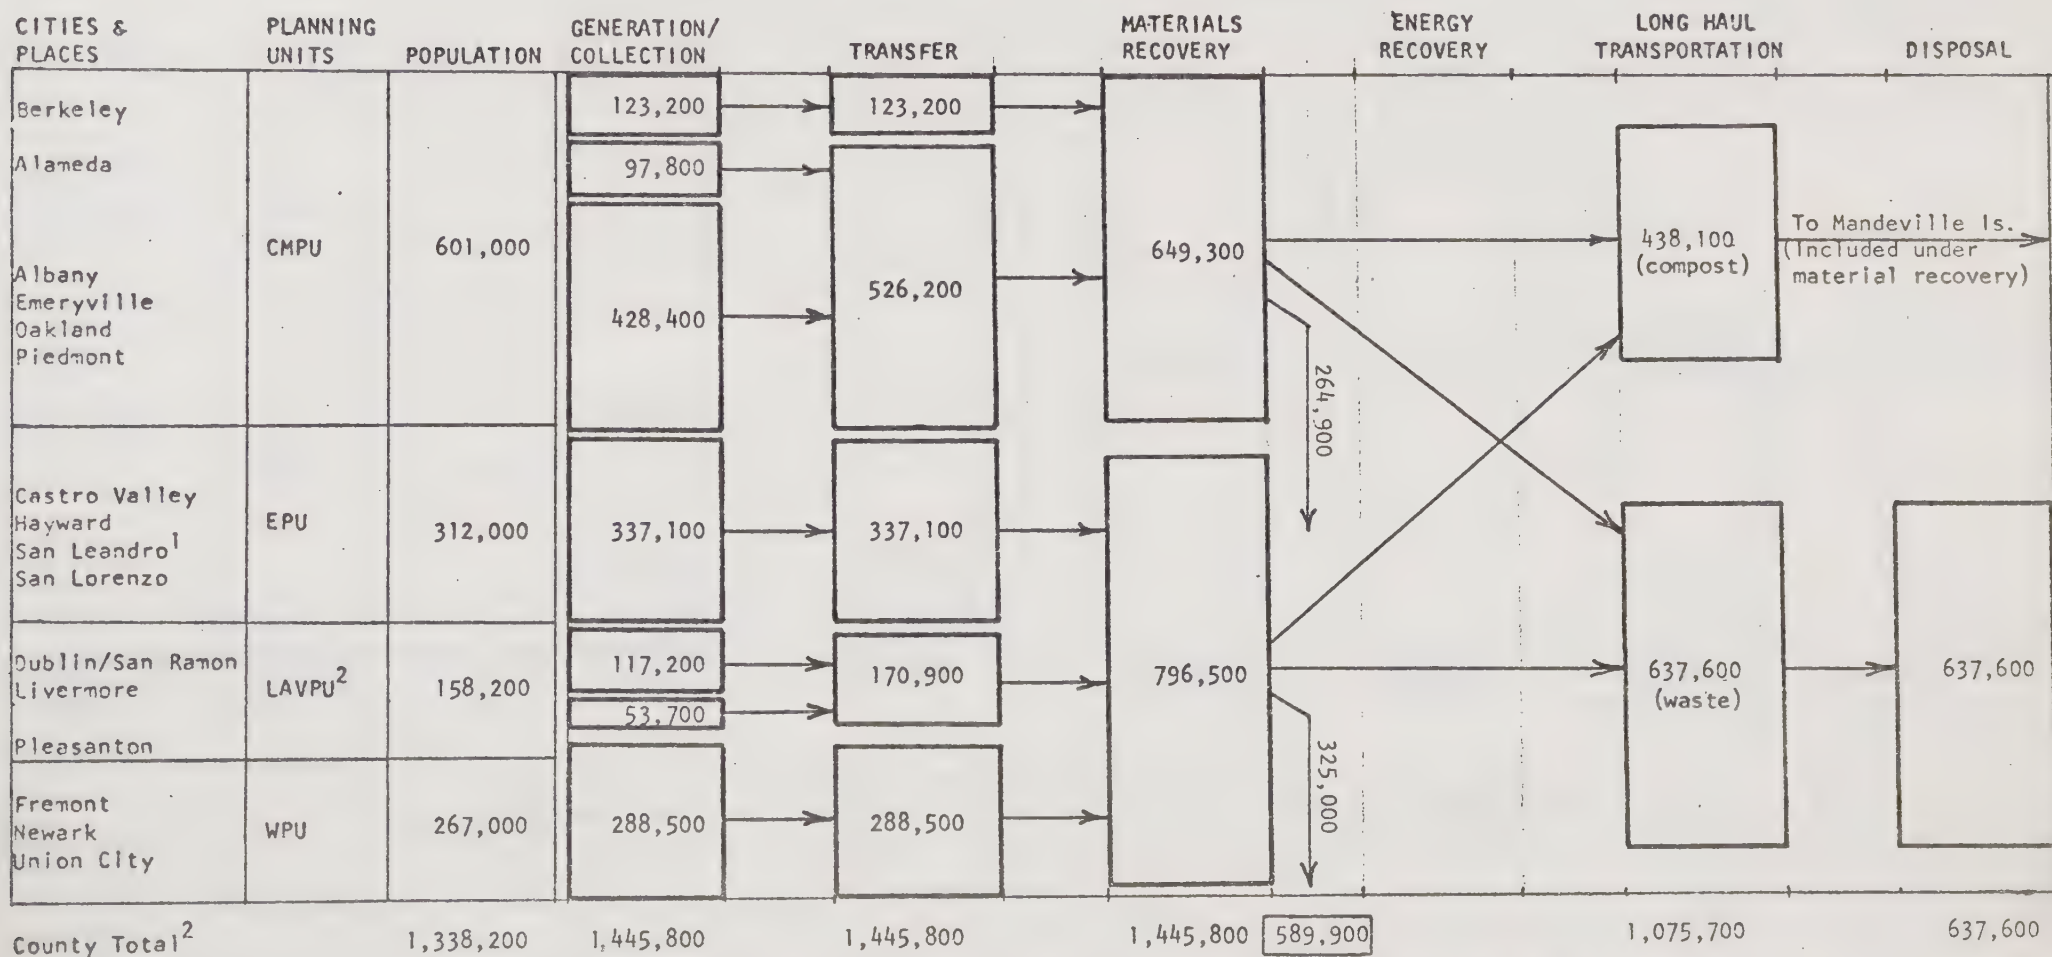 CITIES & PLACES
PLANNING UNITS
POPULATION
GENERATION/ COLLECTION
TRANSFER
MATERIALS RECOVERY
ENERGY RECOVERY
LONG HAUL TRANSPORTATION
DISPOSAL
Berkeley
Alameda
Albany
Emeryville
Oakland
Piedmont
CMPU
601,000
123,200
97,800
428,400
123,200
526,200
649,300
264,900
438,100
(compost)
To Mandeville Is.
(Included under
material recovery)
Castro Valley
Hayward
San Leandro1
San Lorenzo
EPU
312,000
337,100
337,100
Dublin/San Ramon
Livermore
Pleasanton
LAVPU2
158,200
117,200
53,700
170,900
796,500
325,000
637,600
(waste)
637,600
Fremont
Newark
Union City
WPU
267,000
288,500
288,500
County Total2
1,338,200
1,445,800
1,445,800
1,445,800
589,900
1,075,700
637,600